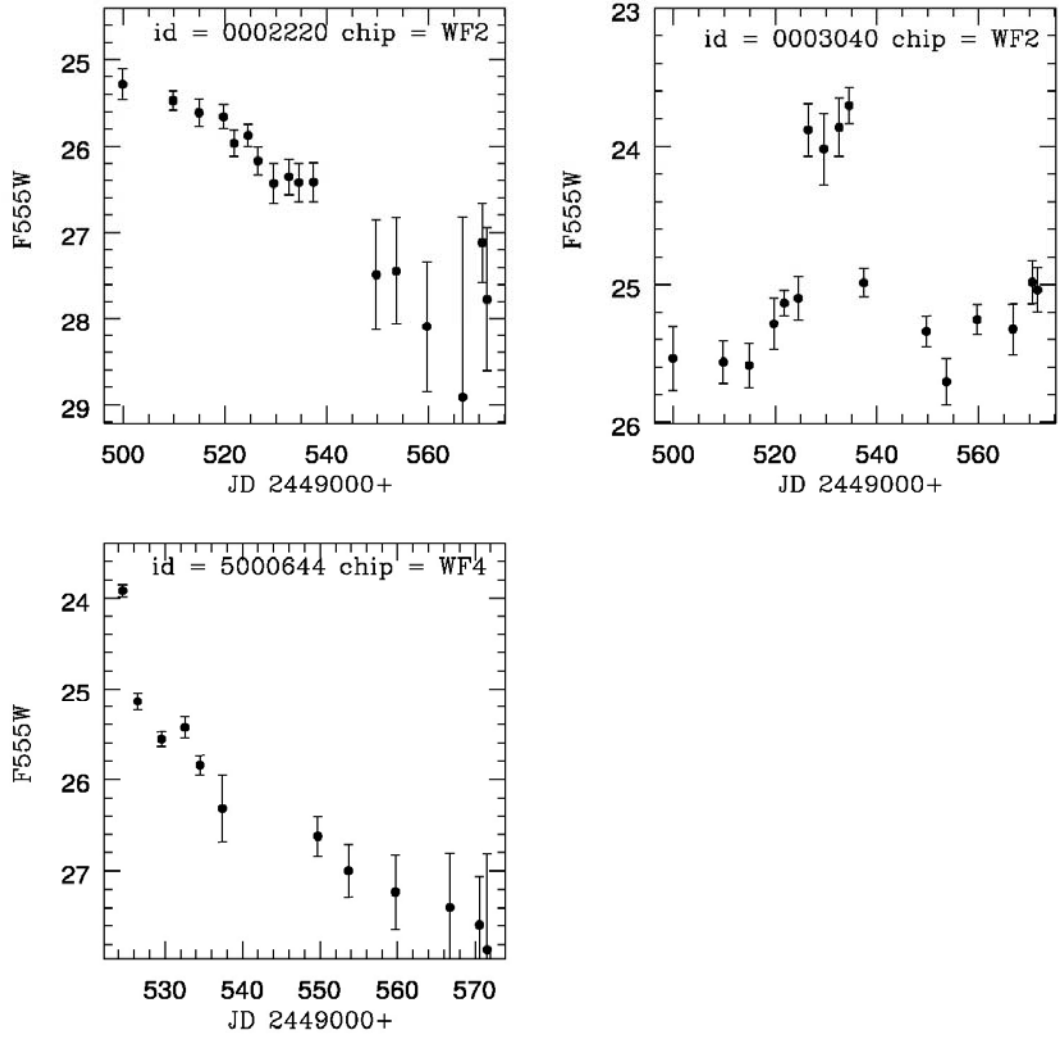 id = 0002220 chip = WF2
25
26
27
28
29
F555W
500 520 540 560
JD 2449000+
id = 0003040 chip = WF2
23
24
25
26
F555W
500 520 540 560
JD 2449000+
id = 5000644 chip = WF4
24
25
26
27
F555W
530 540 550 560 570
JD 2449000+